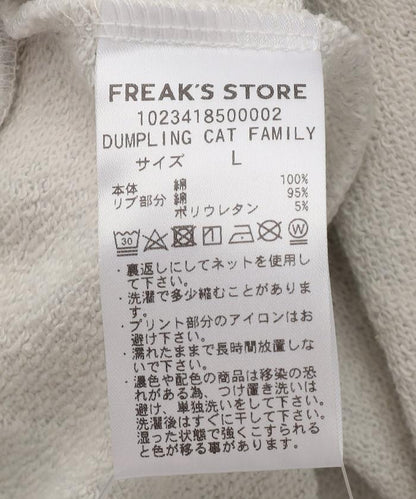 FREAK'S STORE
1023418500002
DUMPLING CAT FAMILY
サイズ L
本体 綿 100%
リブ部分 綿 95%
ポリウレタン 5%
30 W
・裏返しにしてネットを使用し
て下さい。
・洗濯で多少縮むことがありま
す。
・プリント部分のアイロンはお
避け下さい。
・濡れたままで長時間放置しな
いで下さい。
・濃色や配色の商品は移染の恐
れがある為、つけ置き洗いは
避け、単独洗いをして下さい。
洗濯後はすぐに干して下さい。
湿った状態で強くこすられる
と色が移る事があります。